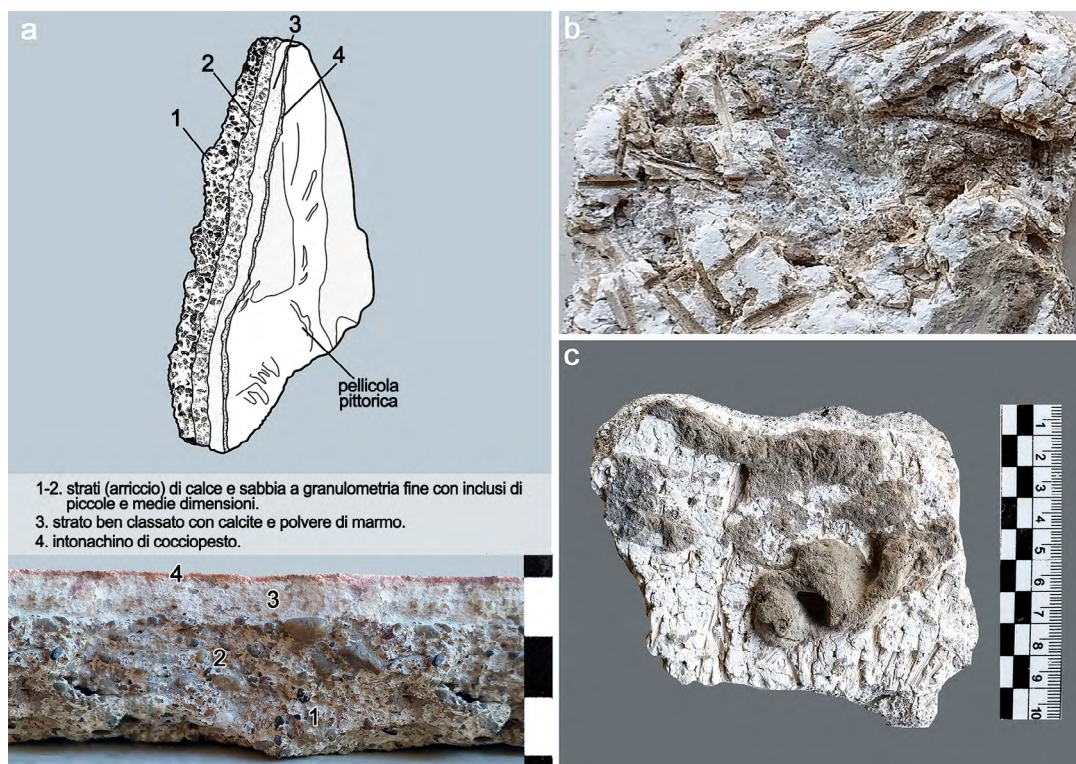 a
3
2
4
1
pellicola
pittorica
1-2. strati (arriccio) di calce e sabbia a granulometria fine con inclusi di
piccole e medie dimensioni.
3. strato ben classato con calcite e polvere di marmo.
4. intonachino di cocciopesto.
4
3
2
1
b
c
1
2
3
4
5
6
7
8
9
10